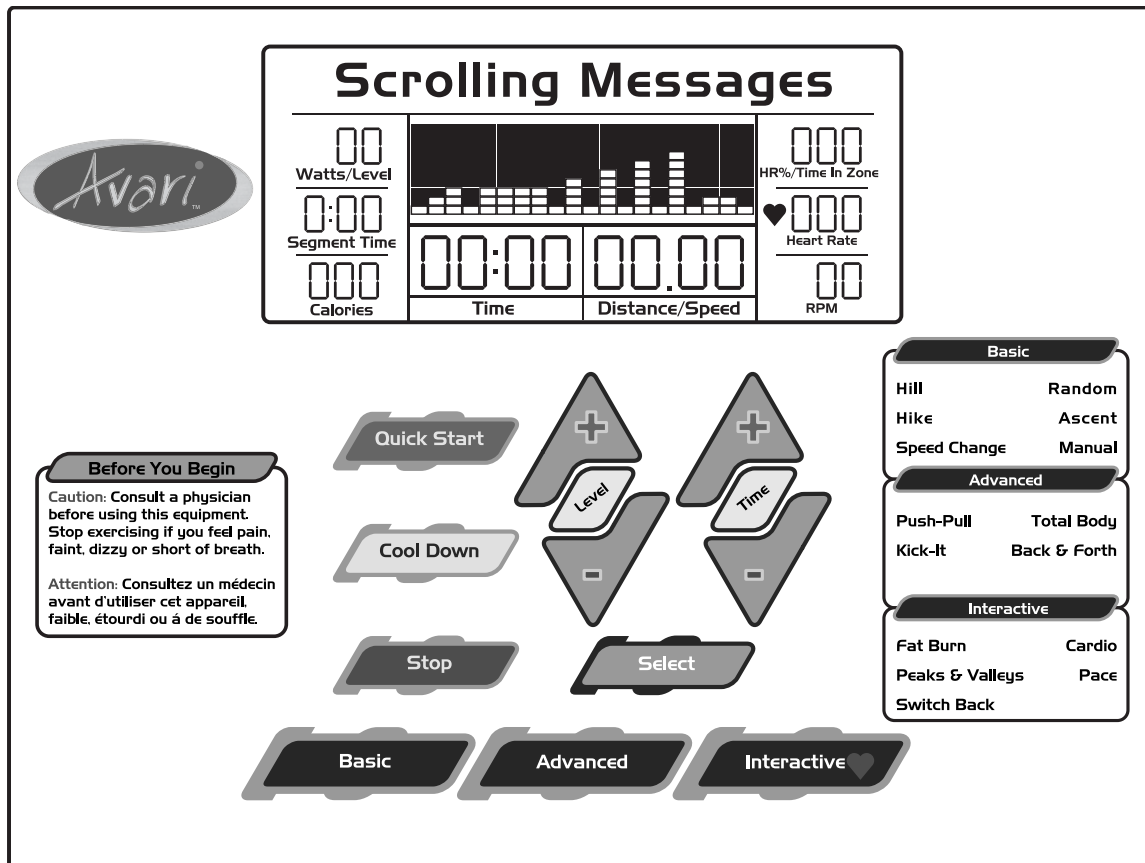 Scrolling Messages
Avari™
00
Watts/Level
0:00
Segment Time
000
Calories
00:00
Time
00.00
Distance/Speed
000
HR%/Time In Zone
000
Heart Rate
00
RPM
Before You Begin
Caution: Consult a physician
before using this equipment.
Stop exercising if you feel pain,
faint, dizzy or short of breath.
Attention: Consultez un médecin
avant d'utiliser cet appareil,
faible, étourdi ou á de souffle.
Quick Start
Cool Down
Stop
+
Level
-
+
Time
-
Select
Basic
Hill Random
Hike Ascent
Speed Change Manual
Advanced
Push-Pull Total Body
Kick-It Back & Forth
Interactive
Fat Burn Cardio
Peaks & Valleys Pace
Switch Back
Basic
Advanced
Interactive